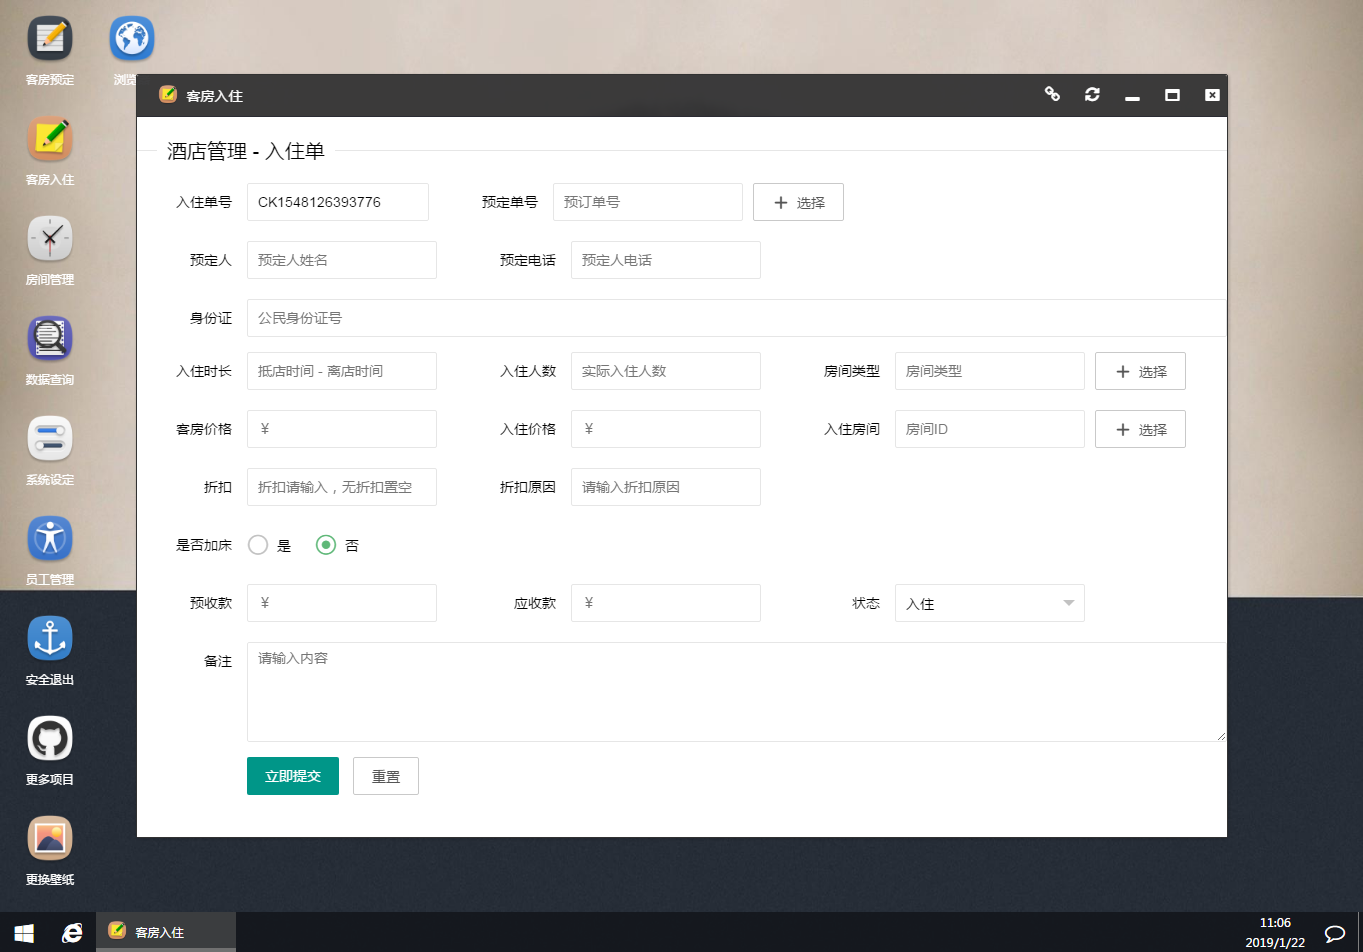 客房预定
浏览
客房入住
房间管理
数据查询
系统设定
员工管理
安全退出
更多项目
更换壁纸
客房入住
酒店管理 - 入住单
入住单号 CK1548126393776 预定单号 预订单号 选择
预定人 预定人姓名 预定电话 预定人电话
身份证 公民身份证号
入住时长 抵店时间 - 离店时间 入住人数 实际入住人数 房间类型 房间类型 选择
客房价格 ￥ 入住价格 ￥ 入住房间 房间ID 选择
折扣 折扣请输入，无折扣置空 折扣原因 请输入折扣原因
是否加床 是 否
预收款 ￥ 应收款 ￥ 状态 入住
备注 请输入内容
立即提交 重置
客房入住
11:06
2019/1/22